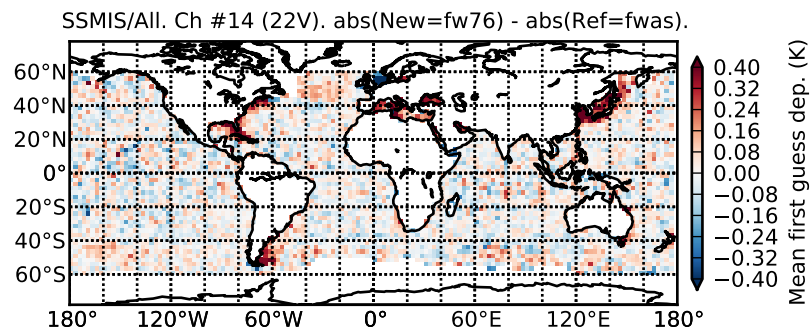 SSMIS/All. Ch #14 (22V). abs(New=fw76) - abs(Ref=fwas).
60°N
40°N
20°N
0°
20°S
40°S
60°S
180° 120°W 60°W 0° 60°E 120°E 180°
0.40
0.32
0.24
0.16
0.08
0.00
−0.08
−0.16
−0.24
−0.32
−0.40
Mean first guess dep. (K)